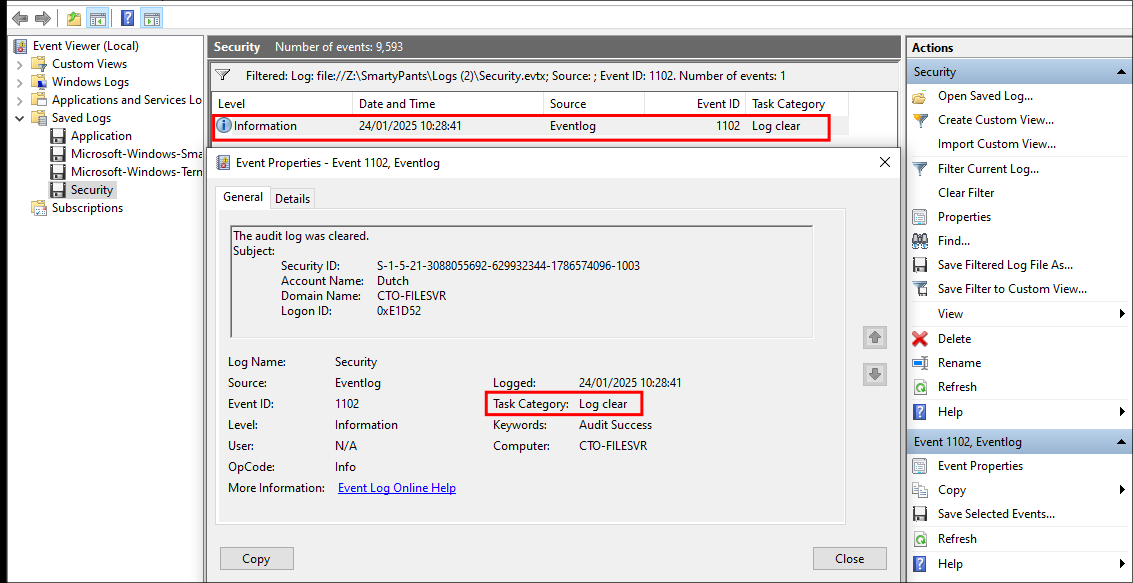 Event Viewer (Local)
Custom Views
Windows Logs
Applications and Services Lo
Saved Logs
Application
Microsoft-Windows-Sma
Microsoft-Windows-Terr
Security
Subscriptions
Security Number of events: 9,593
Filtered: Log: file://Z:\SmartyPants\Logs (2)\Security.evtx; Source: ; Event ID: 1102. Number of events: 1
Level Date and Time Source Event ID Task Category
Information 24/01/2025 10:28:41 Eventlog 1102 Log clear
Event Properties - Event 1102, Eventlog
General Details
The audit log was cleared.
Subject:
Security ID: S-1-5-21-3088055692-629932344-1786574096-1003
Account Name: Dutch
Domain Name: CTO-FILESVR
Logon ID: 0xE1D52
Log Name: Security
Source: Eventlog Logged: 24/01/2025 10:28:41
Event ID: 1102 Task Category: Log clear
Level: Information Keywords: Audit Success
User: N/A Computer: CTO-FILESVR
OpCode: Info
More Information: Event Log Online Help
Copy Close
Actions
Security
Open Saved Log...
Create Custom View...
Import Custom View...
Filter Current Log...
Clear Filter
Properties
Find...
Save Filtered Log File As...
Save Filter to Custom View...
View
Delete
Rename
Refresh
Help
Event 1102, Eventlog
Event Properties
Copy
Save Selected Events...
Refresh
Help